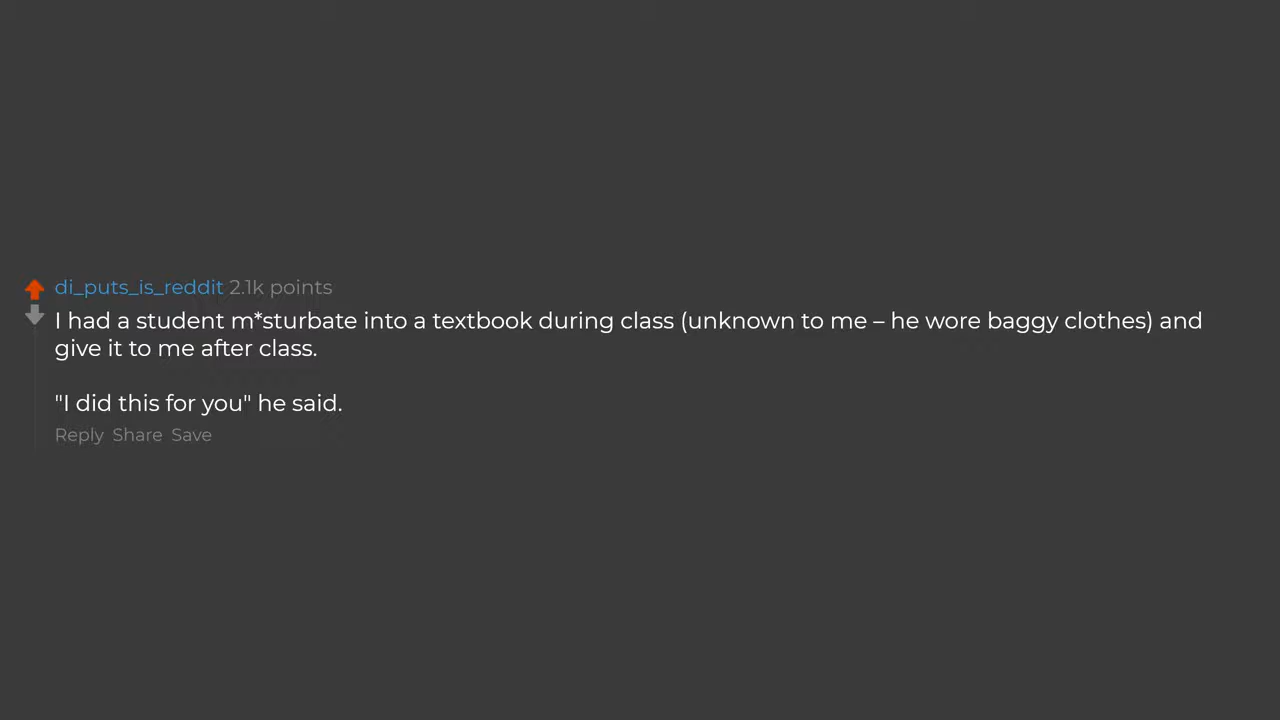 di_puts_is_reddit 2.1k points
I had a student m*sturbate into a textbook during class (unknown to me – he wore baggy clothes) and
give it to me after class.
"I did this for you" he said.
Reply Share Save